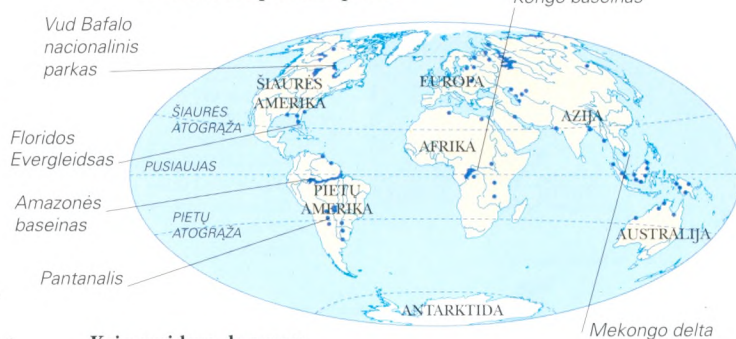 Kongo baseinas
Vud Bafalo
nacionalinis
parkas
ŠIAURĖS
AMERIKA
EUROPA
AZIJA
ŠIAURĖS
ATOGRĄŽA
AFRIKA
Floridos
Evergleidsas
PUSIAUJAS
Amazonės
baseinas
PIETŲ
AMERIKA
PIETŲ
ATOGRĄŽA
AUSTRALIJA
Pantanalis
ANTARKTIDA
Mekongo delta